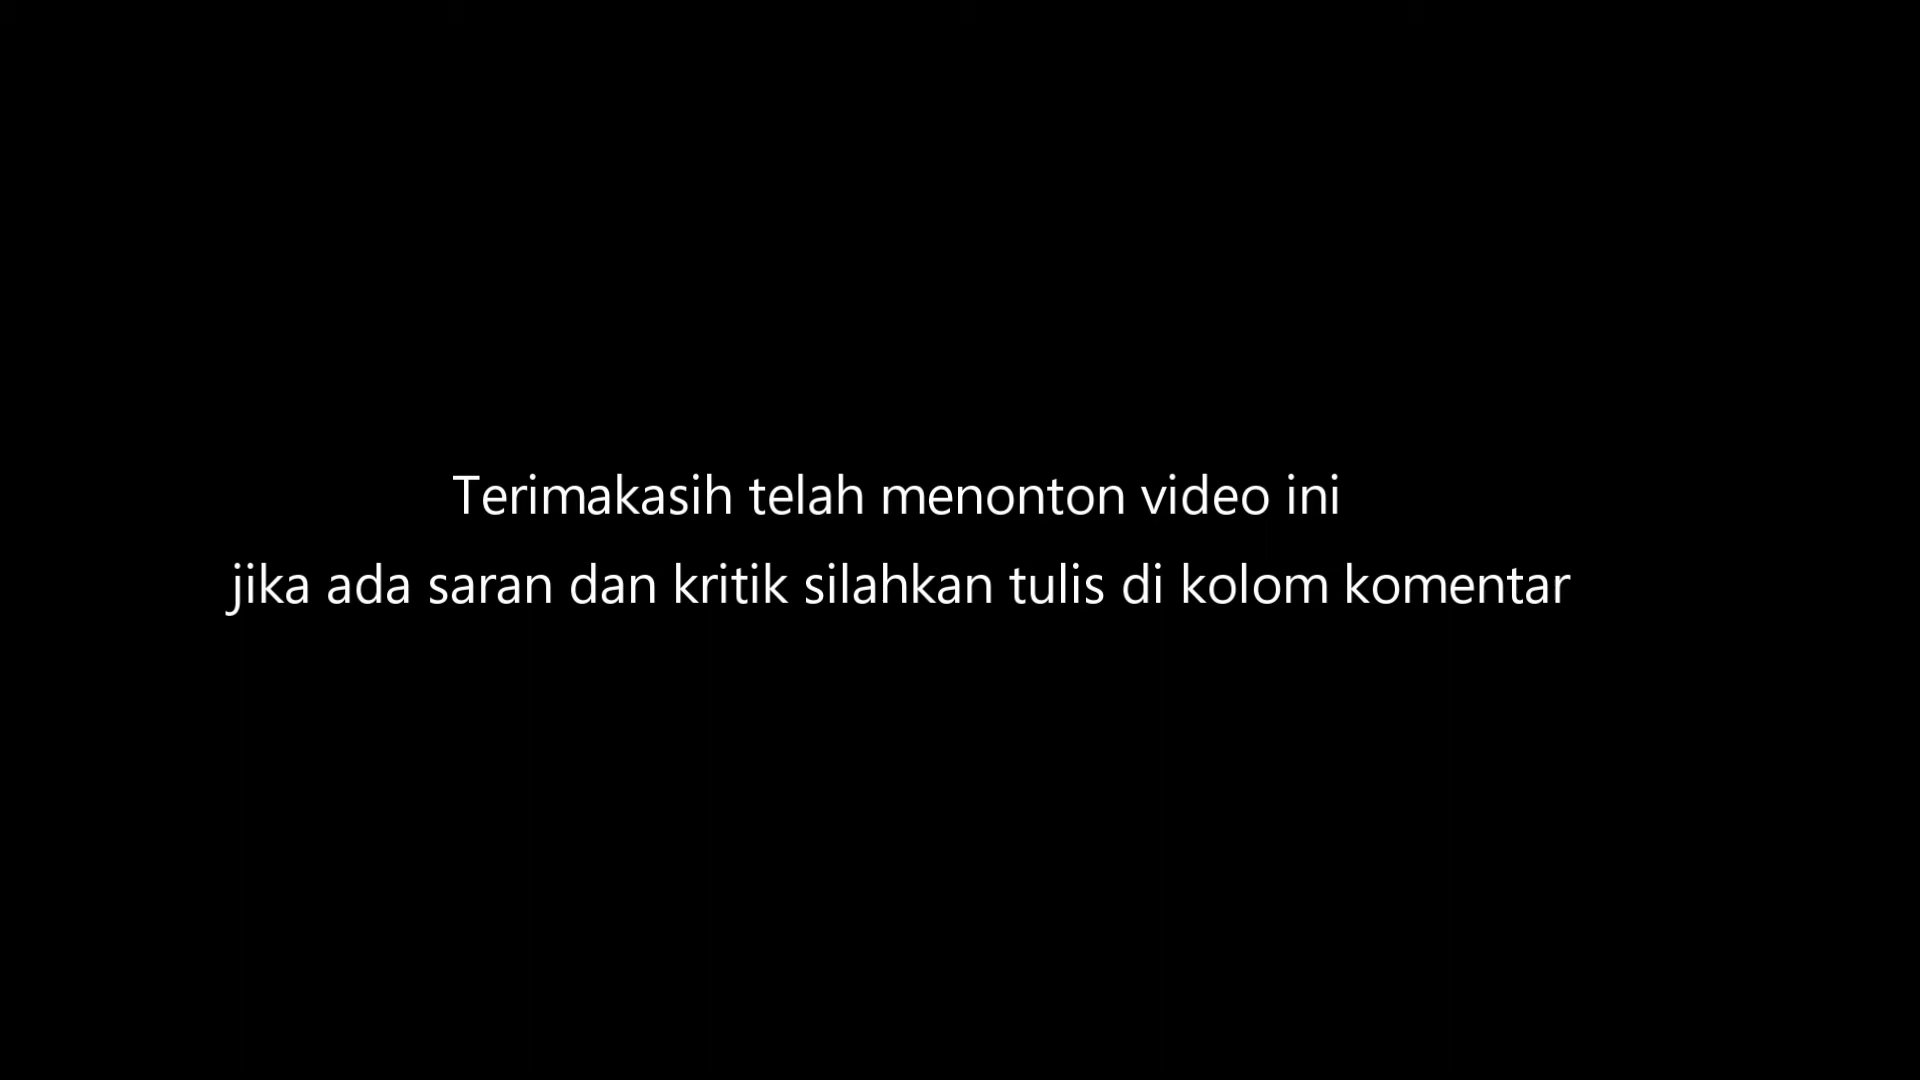 Terimakasih telah menonton video ini
jika ada saran dan kritik silahkan tulis di kolom komentar